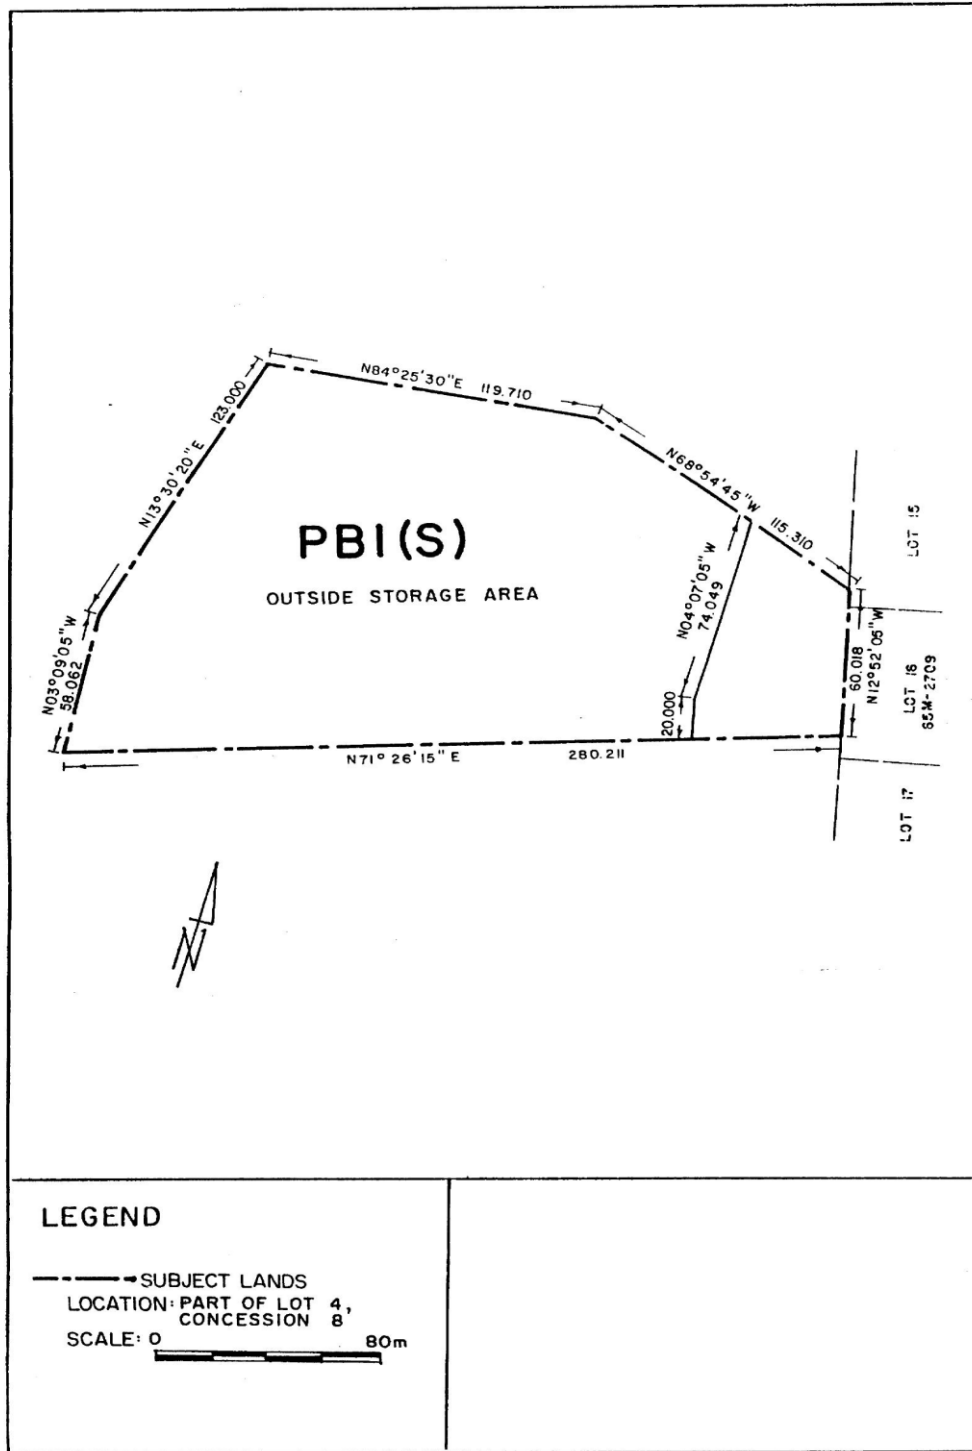 N84°25'30"E 119.710
N13°30'20"E 123.000
N68°54'45"W 115.310
LOT 15
PB1(S)
OUTSIDE STORAGE AREA
N04°07'05"W
74.049
N03°09'05"W
58.062
60.018
N12°52'05"W
LOT 16
65M-2709
20.000
N71°26'15"E 280.211
LOT 17
N
LEGEND
SUBJECT LANDS
LOCATION: PART OF LOT 4,
CONCESSION 8
SCALE: 0 80m